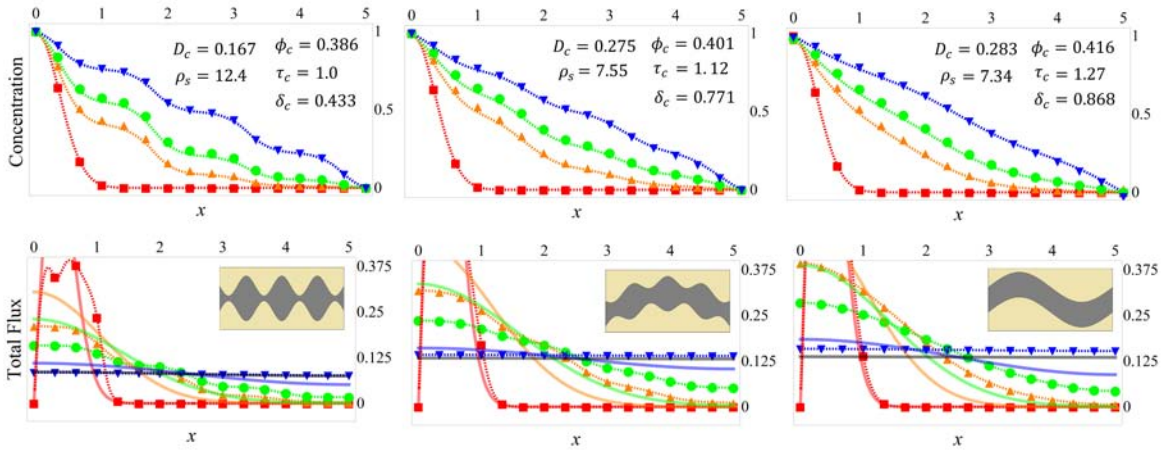 0 1 2 3 4 5
0 1 2 3 4 5
0 1 2 3 4 5
Concentration
D_c = 0.167 ϕ_c = 0.386
ρ_s = 12.4 τ_c = 1.0
δ_c = 0.433
1
0.5
0
x
D_c = 0.275 ϕ_c = 0.401
ρ_s = 7.55 τ_c = 1.12
δ_c = 0.771
1
0.5
0
x
D_c = 0.283 ϕ_c = 0.416
ρ_s = 7.34 τ_c = 1.27
δ_c = 0.868
1
0.5
0
x
0 1 2 3 4 5
0 1 2 3 4 5
0 1 2 3 4 5
Total Flux
0.375
0.25
0.125
0
x
0.375
0.25
0.125
0
x
0.375
0.25
0.125
0
x